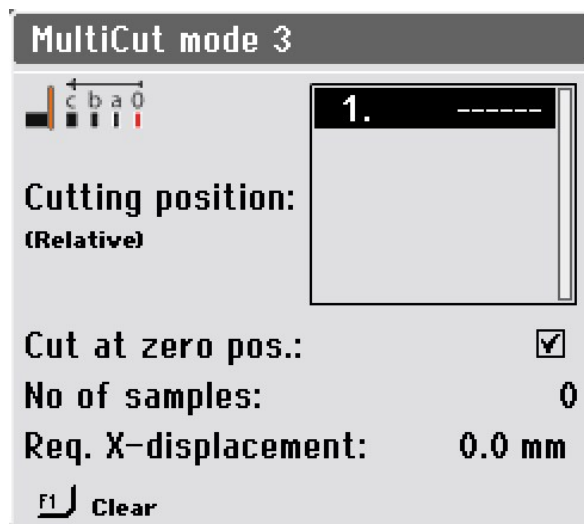 MultiCut mode 3
c b a 0
1. ------
Cutting position:
(Relative)
Cut at zero pos.:
No of samples: 0
Req. X-displacement: 0.0 mm
F1 Clear